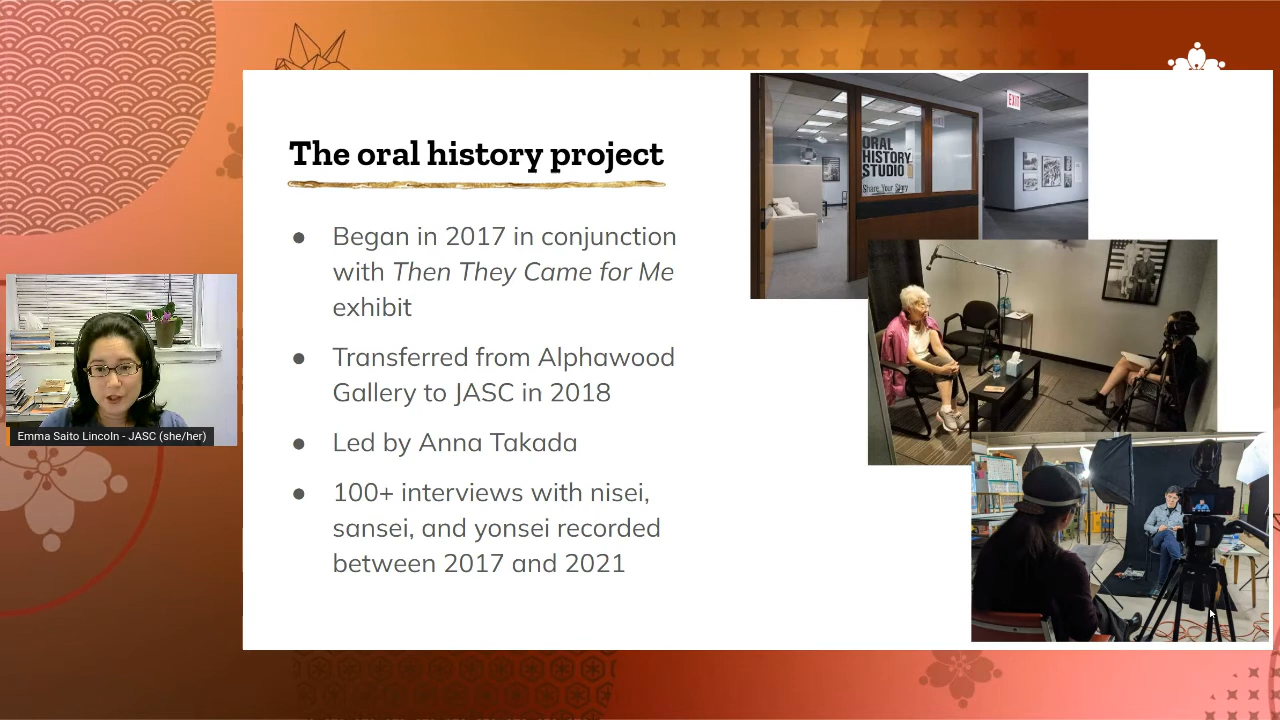 The oral history project
● Began in 2017 in conjunction
with Then They Came for Me
exhibit
● Transferred from Alphawood
Gallery to JASC in 2018
● Led by Anna Takada
● 100+ interviews with nisei,
sansei, and yonsei recorded
between 2017 and 2021
EXIT
ORAL
HISTORY
STUDIO
Share Your Story
Emma Saito Lincoln - JASC (she/her)